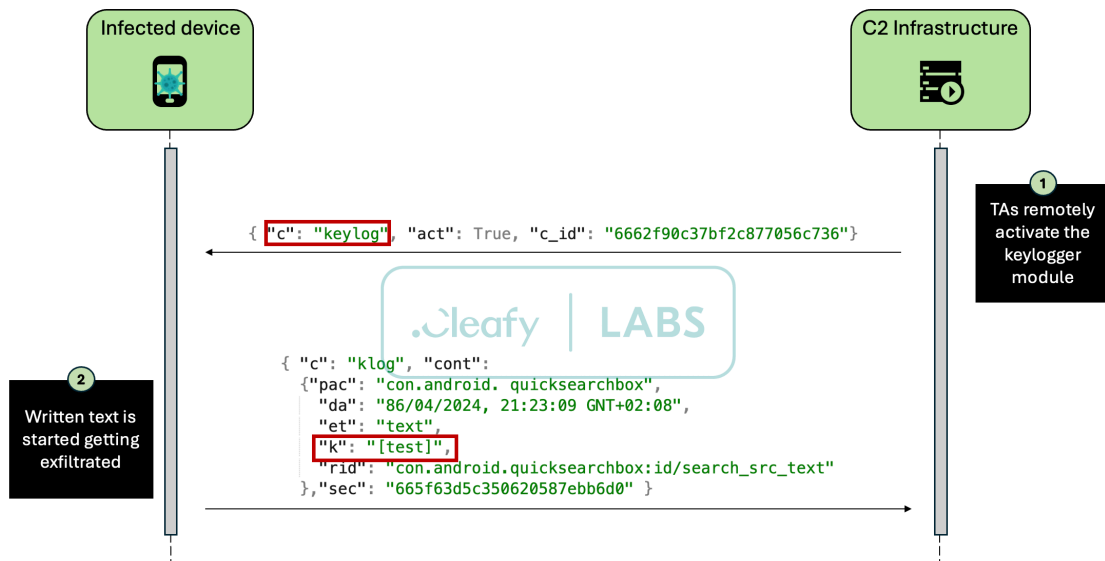 Infected device
C2 Infrastructure
1
TAs remotely
activate the
keylogger
module
{ "c": "keylog", "act": True, "c_id": "6662f90c37bf2c877056c736"}
.Cleafy | LABS
{ "c": "klog", "cont":
{"pac": "con.android. quicksearchbox",
"da": "86/04/2024, 21:23:09 GNT+02:08",
"et": "text",
"k": "[test]",
"rid": "con.android.quicksearchbox:id/search_src_text"
},"sec": "665f63d5c350620587ebb6d0" }
2
Written text is
started getting
exfiltrated